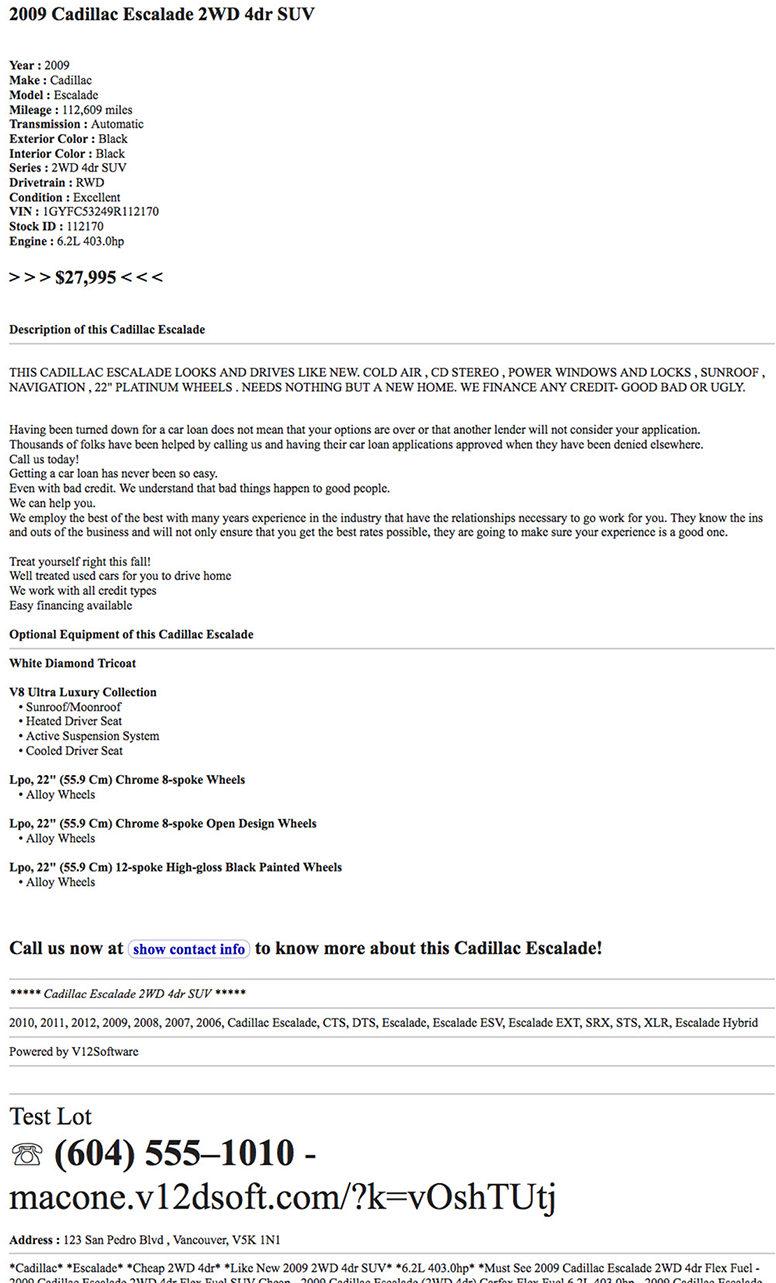 2009 Cadillac Escalade 2WD 4dr SUV
Year : 2009
Make : Cadillac
Model : Escalade
Mileage : 112,609 miles
Transmission : Automatic
Exterior Color : Black
Interior Color : Black
Series : 2WD 4dr SUV
Drivetrain : RWD
Condition : Excellent
VIN : 1GYFC53249R112170
Stock ID : 112170
Engine : 6.2L 403.0hp
> > > $27,995 < < <
Description of this Cadillac Escalade
THIS CADILLAC ESCALADE LOOKS AND DRIVES LIKE NEW. COLD AIR , CD STEREO , POWER WINDOWS AND LOCKS , SUNROOF ,
NAVIGATION , 22" PLATINUM WHEELS . NEEDS NOTHING BUT A NEW HOME. WE FINANCE ANY CREDIT- GOOD BAD OR UGLY.
Having been turned down for a car loan does not mean that your options are over or that another lender will not consider your application.
Thousands of folks have been helped by calling us and having their car loan applications approved when they have been denied elsewhere.
Call us today!
Getting a car loan has never been so easy.
Even with bad credit. We understand that bad things happen to good people.
We can help you.
We employ the best of the best with many years experience in the industry that have the relationships necessary to go work for you. They know the ins
and outs of the business and will not only ensure that you get the best rates possible, they are going to make sure your experience is a good one.
Treat yourself right this fall!
Well treated used cars for you to drive home
We work with all credit types
Easy financing available
Optional Equipment of this Cadillac Escalade
White Diamond Tricoat
V8 Ultra Luxury Collection
• Sunroof/Moonroof
• Heated Driver Seat
• Active Suspension System
• Cooled Driver Seat
Lpo, 22" (55.9 Cm) Chrome 8-spoke Wheels
• Alloy Wheels
Lpo, 22" (55.9 Cm) Chrome 8-spoke Open Design Wheels
• Alloy Wheels
Lpo, 22" (55.9 Cm) 12-spoke High-gloss Black Painted Wheels
• Alloy Wheels
Call us now at show contact info to know more about this Cadillac Escalade!
***** Cadillac Escalade 2WD 4dr SUV *****
2010, 2011, 2012, 2009, 2008, 2007, 2006, Cadillac Escalade, CTS, DTS, Escalade, Escalade ESV, Escalade EXT, SRX, STS, XLR, Escalade Hybrid
Powered by V12Software
Test Lot
☏ (604) 555–1010 -
macone.v12dsoft.com/?k=vOshTUtj
Address : 123 San Pedro Blvd , Vancouver, V5K 1N1
*Cadillac* *Escalade* *Cheap 2WD 4dr* *Like New 2009 2WD 4dr SUV* *6.2L 403.0hp* *Must See 2009 Cadillac Escalade 2WD 4dr Flex Fuel -